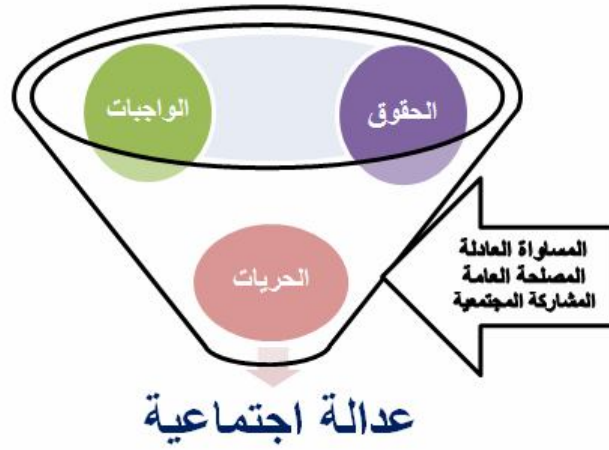 الحقوق
الواجبات
المساواة العادلة
المصلحة العامة
المشاركة المجتمعية
الحريات
عدالة اجتماعية